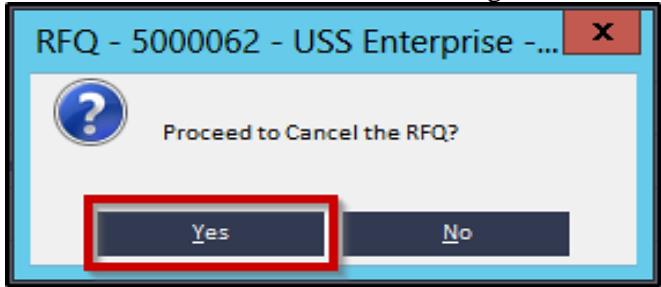 RFQ - 5000062 - USS Enterprise -...
x
?
Proceed to Cancel the RFQ?
Yes
No